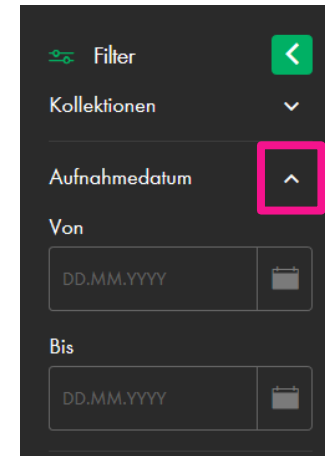 Filter
Kollektionen
Aufnahmedatum
Von
DD.MM.YYYY
Bis
DD.MM.YYYY